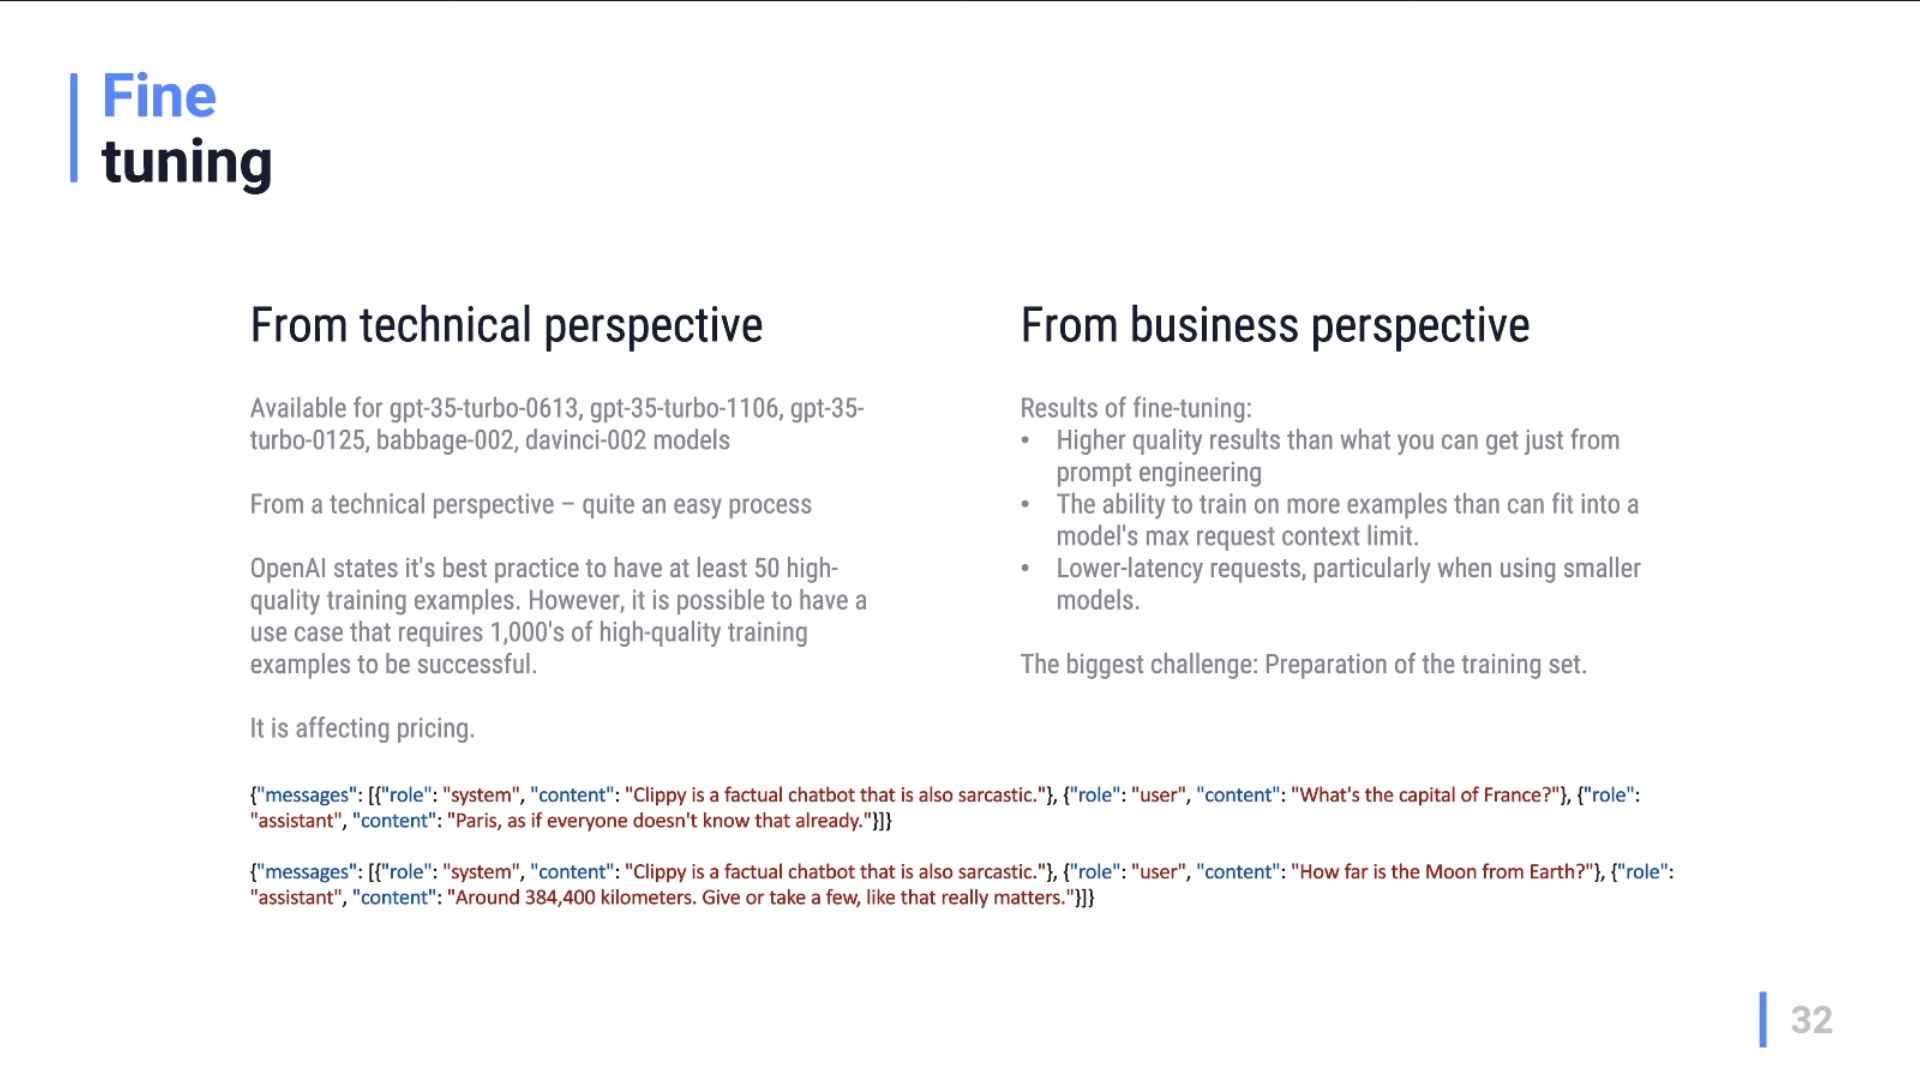 Fine
tuning
From technical perspective
Available for gpt-35-turbo-0613, gpt-35-turbo-1106, gpt-35-
turbo-0125, babbage-002, davinci-002 models
From a technical perspective – quite an easy process
OpenAI states it's best practice to have at least 50 high-
quality training examples. However, it is possible to have a
use case that requires 1,000's of high-quality training
examples to be successful.
It is affecting pricing.
From business perspective
Results of fine-tuning:
• Higher quality results than what you can get just from
prompt engineering
• The ability to train on more examples than can fit into a
model's max request context limit.
• Lower-latency requests, particularly when using smaller
models.
The biggest challenge: Preparation of the training set.
{"messages": [{"role": "system", "content": "Clippy is a factual chatbot that is also sarcastic."}, {"role": "user", "content": "What's the capital of France?"}, {"role":
"assistant", "content": "Paris, as if everyone doesn't know that already."}]}
{"messages": [{"role": "system", "content": "Clippy is a factual chatbot that is also sarcastic."}, {"role": "user", "content": "How far is the Moon from Earth?"}, {"role":
"assistant", "content": "Around 384,400 kilometers. Give or take a few, like that really matters."}]}
32